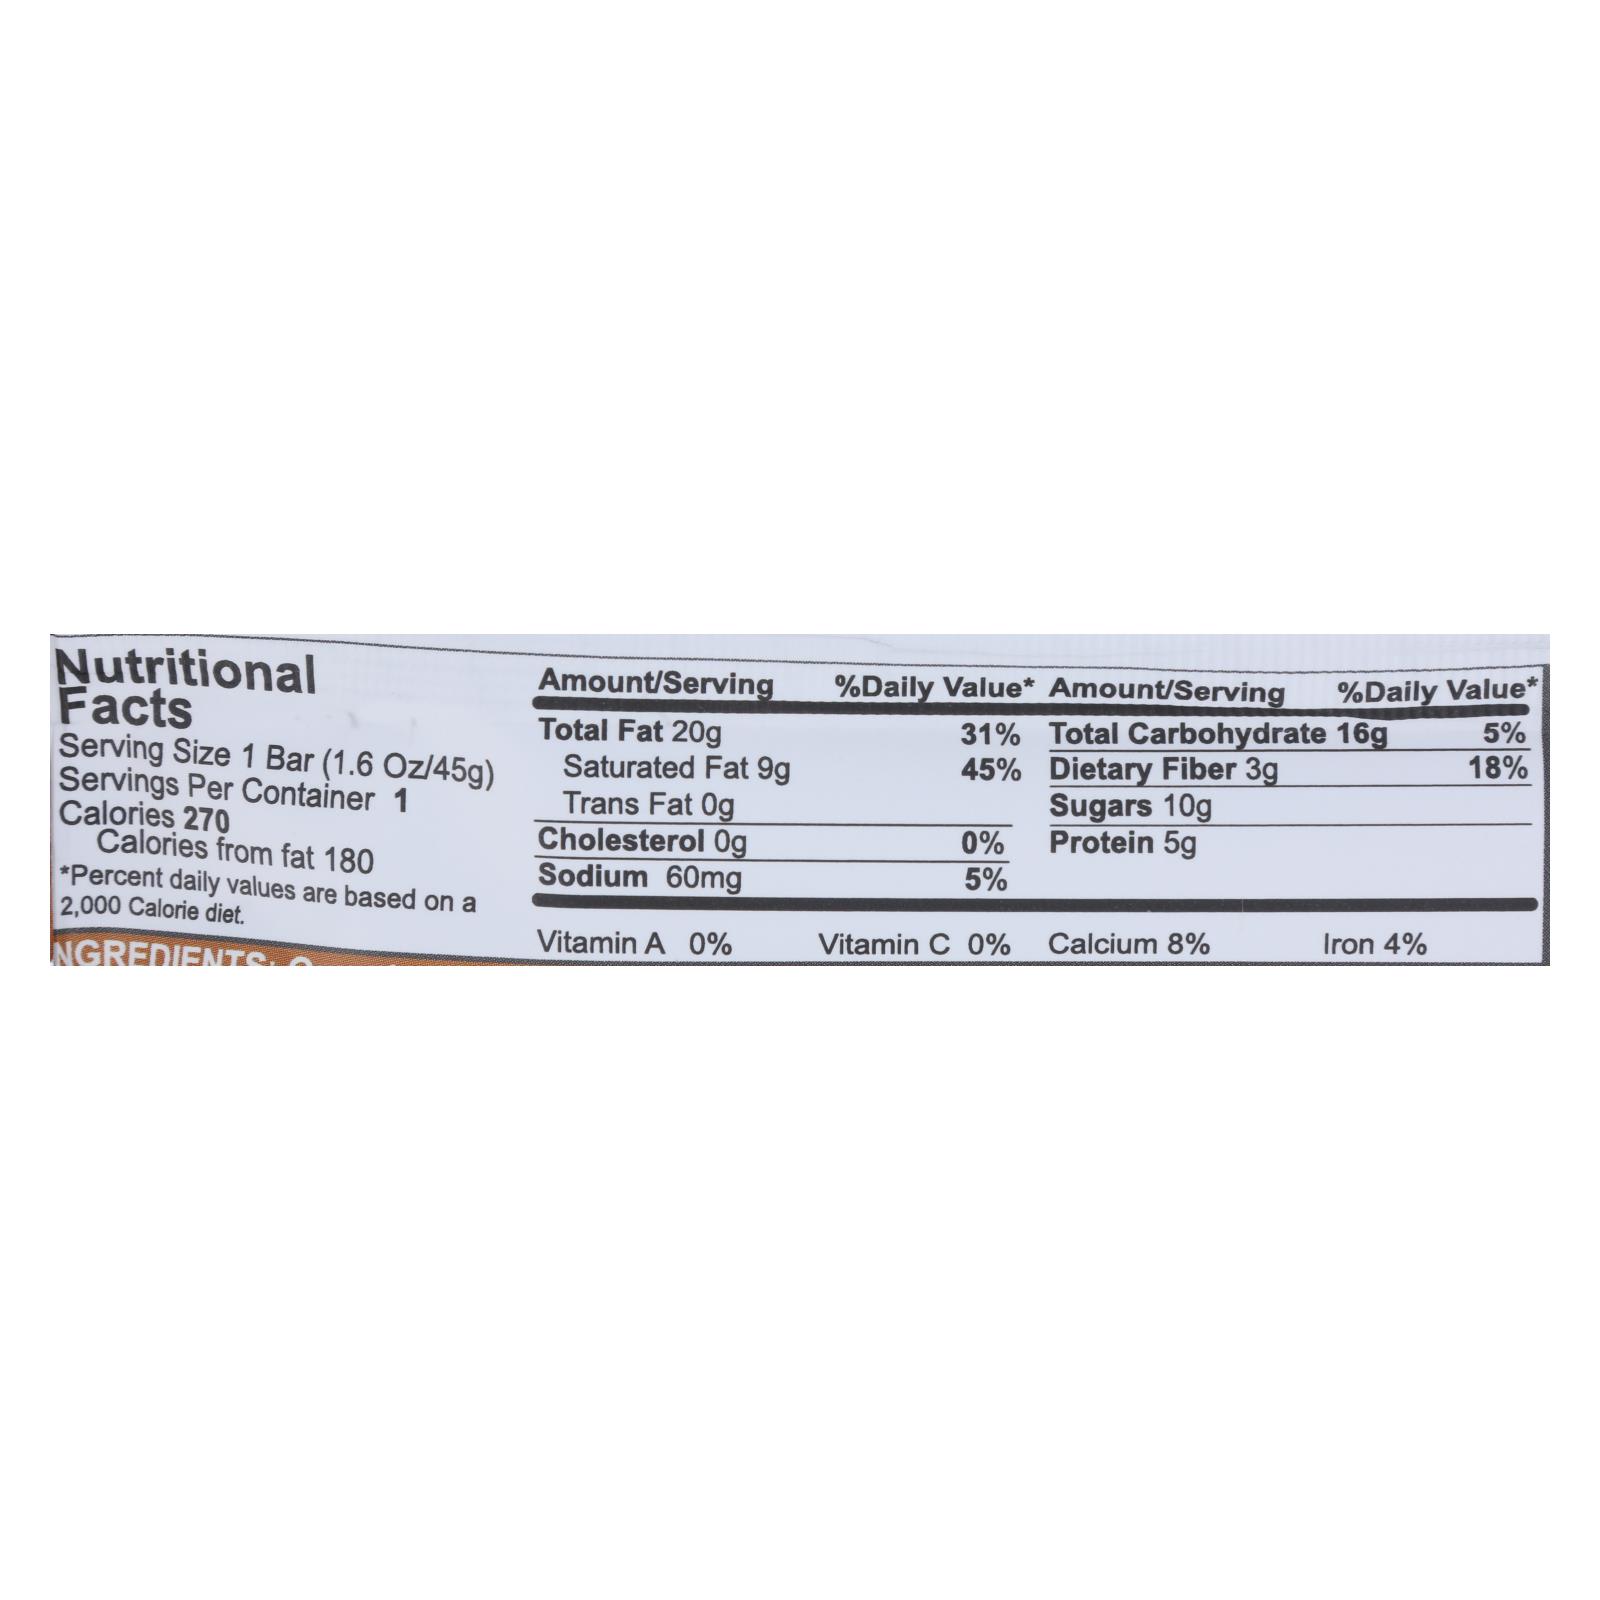 Nutritional
Facts
Serving Size 1 Bar (1.6 Oz/45g)
Servings Per Container 1
Calories 270
Calories from fat 180
*Percent daily values are based on a
2,000 Calorie diet.
Amount/Serving %Daily Value*
Total Fat 20g 31%
Saturated Fat 9g 45%
Trans Fat 0g
Cholesterol 0g 0%
Sodium 60mg 5%
Amount/Serving %Daily Value*
Total Carbohydrate 16g 5%
Dietary Fiber 3g 18%
Sugars 10g
Protein 5g
Vitamin A 0% Vitamin C 0% Calcium 8% Iron 4%
NGREDIENTS: